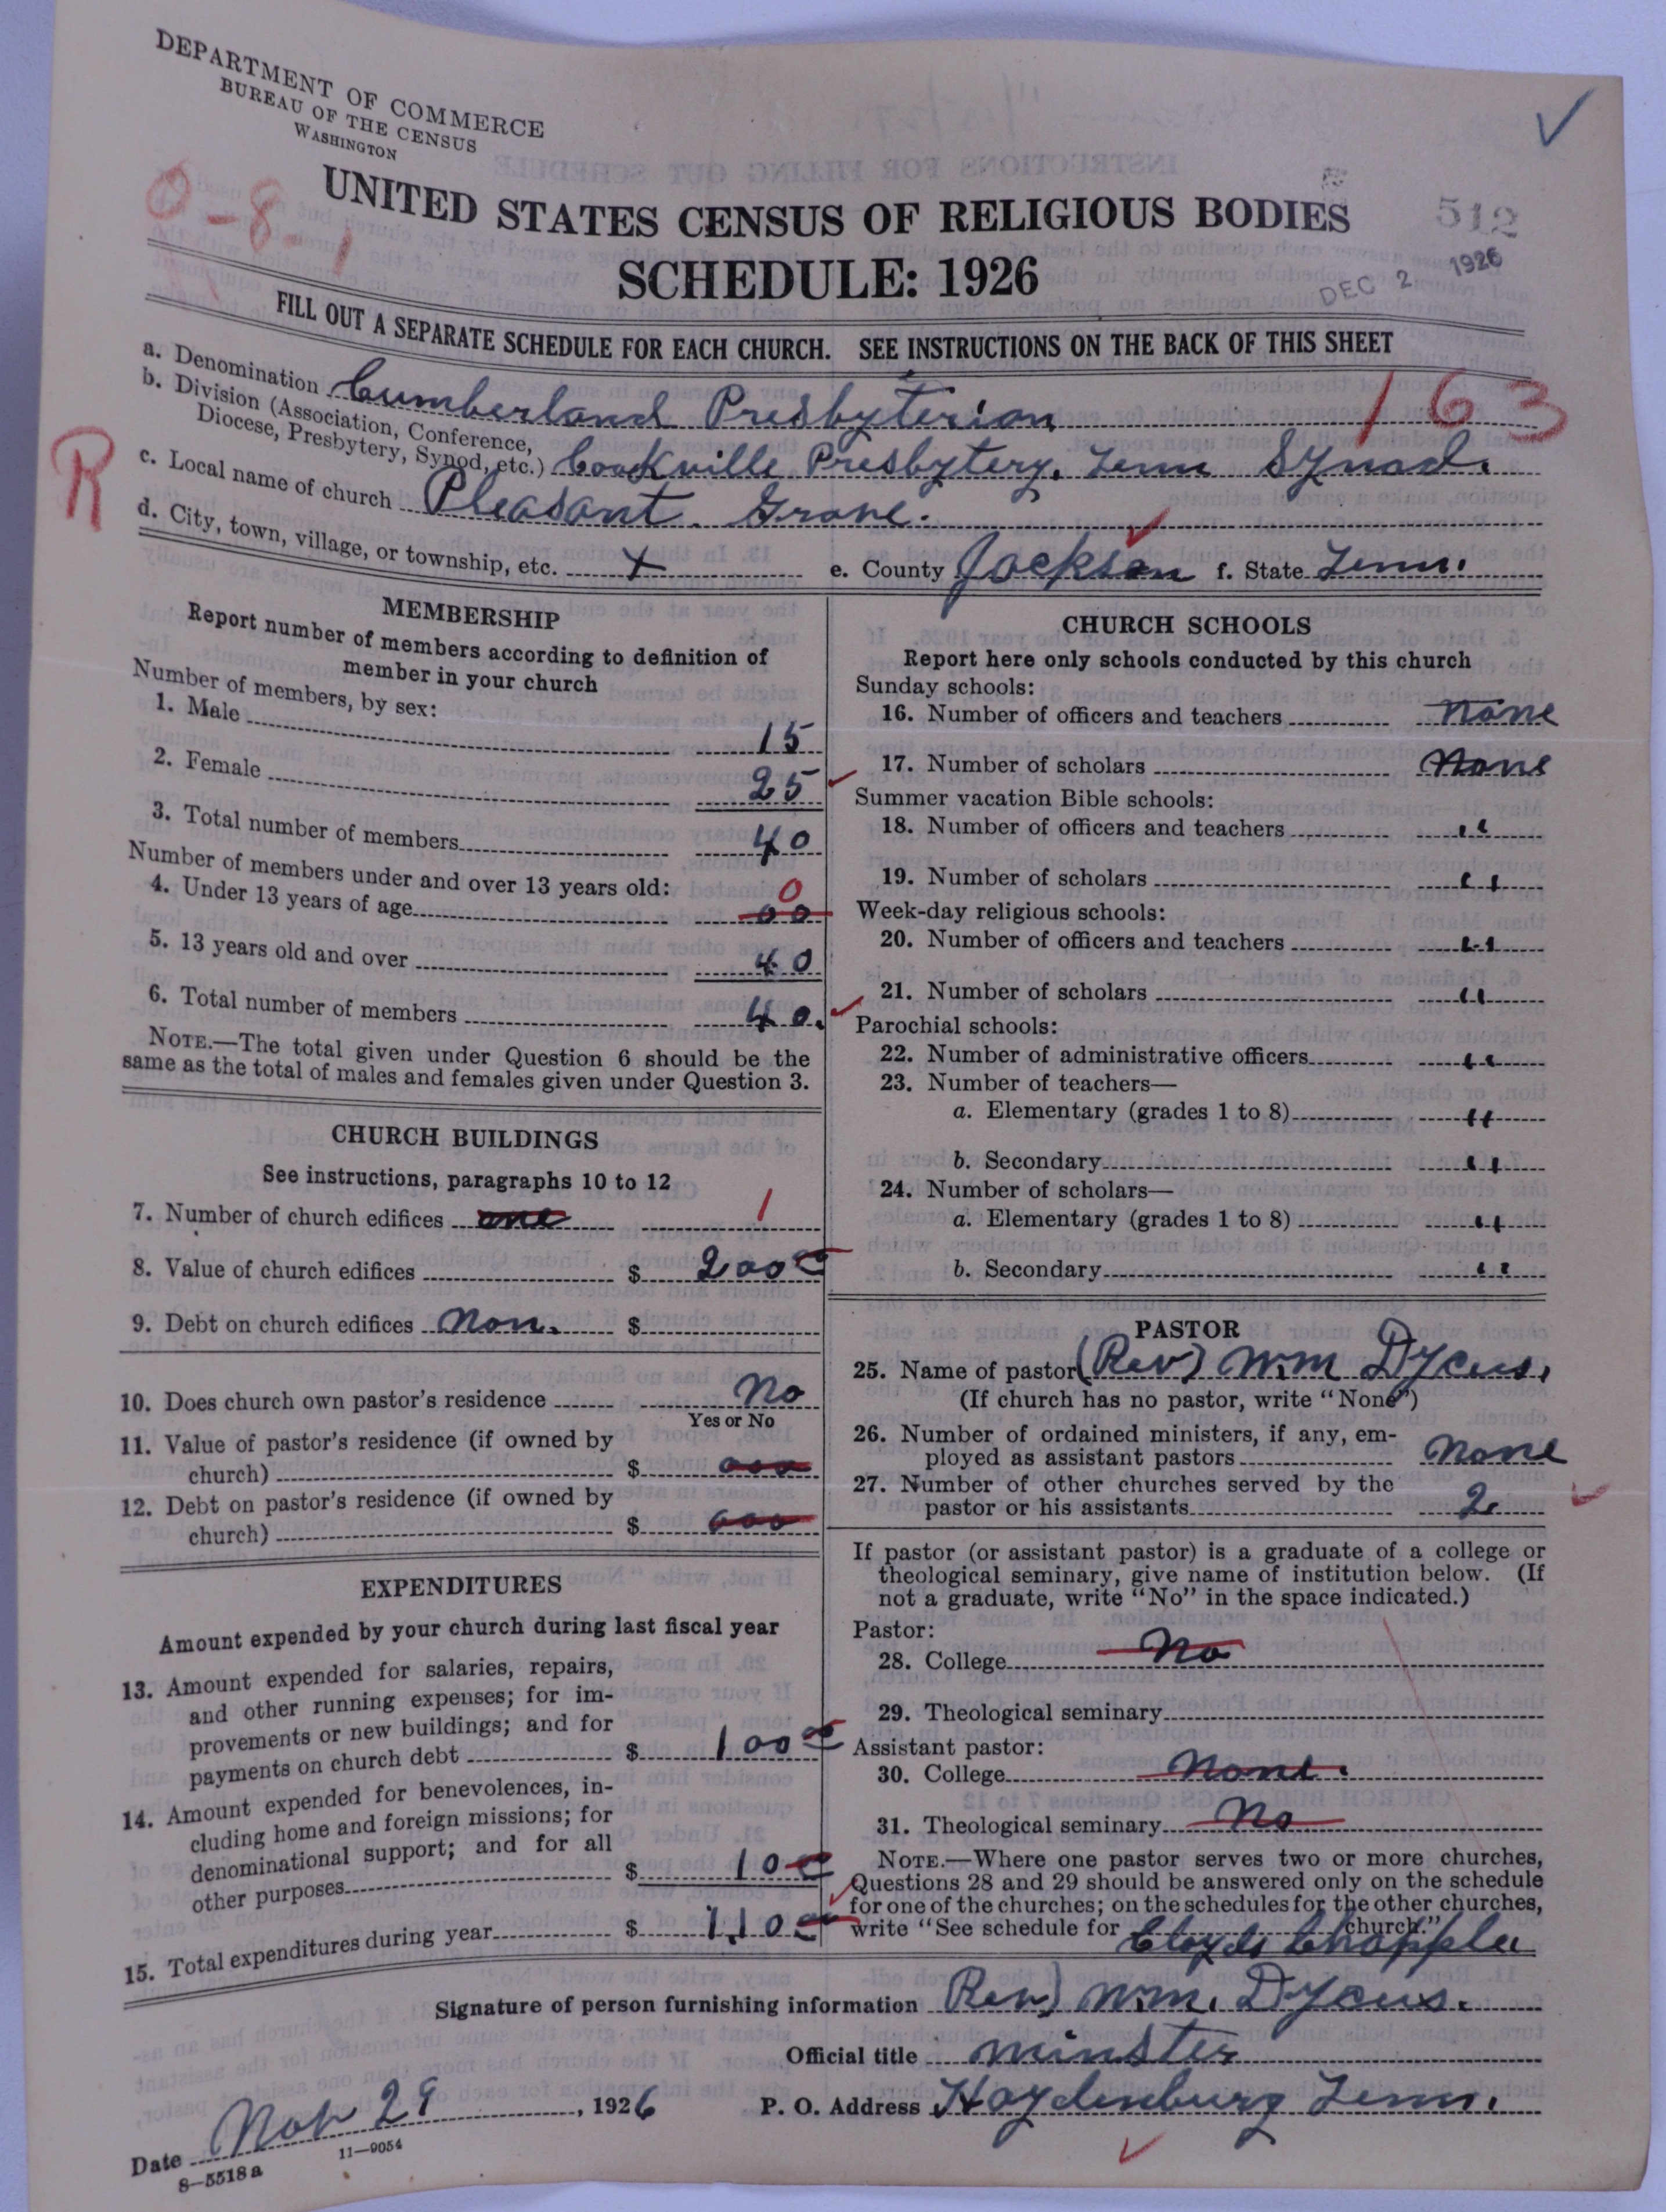 DEPARTMENT OF COMMERCE
BUREAU OF THE CENSUS
WASHINGTON
0-8-1
UNITED STATES CENSUS OF RELIGIOUS BODIES
512
SCHEDULE: 1926
DEC 2 1926
FILL OUT A SEPARATE SCHEDULE FOR EACH CHURCH. SEE INSTRUCTIONS ON THE BACK OF THIS SHEET
163
a. Denomination Cumberland Presbyterian
b. Division (Association, Conference,
Diocese, Presbytery, Synod, etc.) Cookville Presbytery, Tenn Synod.
R
c. Local name of church Pleasant Grove.
d. City, town, village, or township, etc. x e. County Jackson f. State Tenn.
MEMBERSHIP
Report number of members according to definition of
member in your church
Number of members, by sex:
1. Male 15
2. Female 25
3. Total number of members 40
Number of members under and over 13 years old:
0
4. Under 13 years of age 00
5. 13 years old and over 40
6. Total number of members 40.
NOTE.—The total given under Question 6 should be the
same as the total of males and females given under Question 3.
CHURCH BUILDINGS
See instructions, paragraphs 10 to 12
7. Number of church edifices one 1
8. Value of church edifices $ 200 00
9. Debt on church edifices Non. $
10. Does church own pastor's residence No
Yes or No
11. Value of pastor's residence (if owned by
church) $ 000
12. Debt on pastor's residence (if owned by
church) $ 000
EXPENDITURES
Amount expended by your church during last fiscal year
13. Amount expended for salaries, repairs,
and other running expenses; for im-
provements or new buildings; and for
payments on church debt $ 100 00
14. Amount expended for benevolences, in-
cluding home and foreign missions; for
denominational support; and for all
other purposes $ 10 00
15. Total expenditures during year $ 110 00
CHURCH SCHOOLS
Report here only schools conducted by this church
Sunday schools:
16. Number of officers and teachers None
17. Number of scholars None
Summer vacation Bible schools:
18. Number of officers and teachers "
19. Number of scholars "
Week-day religious schools:
20. Number of officers and teachers "
21. Number of scholars "
Parochial schools:
22. Number of administrative officers "
23. Number of teachers—
a. Elementary (grades 1 to 8) "
b. Secondary "
24. Number of scholars—
a. Elementary (grades 1 to 8) "
b. Secondary "
PASTOR
25. Name of pastor (Rev) Wm Dycus.
(If church has no pastor, write "None")
26. Number of ordained ministers, if any, em-
ployed as assistant pastors None
27. Number of other churches served by the
pastor or his assistants 2.
If pastor (or assistant pastor) is a graduate of a college or
theological seminary, give name of institution below. (If
not a graduate, write "No" in the space indicated.)
Pastor:
28. College No
29. Theological seminary
Assistant pastor:
30. College None.
31. Theological seminary No
NOTE.—Where one pastor serves two or more churches,
Questions 28 and 29 should be answered only on the schedule
for one of the churches; on the schedules for the other churches,
write "See schedule for church."
Signature of person furnishing information Rev) Wm. Dycus.
Official title minster
Date Nov 29, 1926 P. O. Address Haydenburg Tenn.
8—5518 a 11—9054